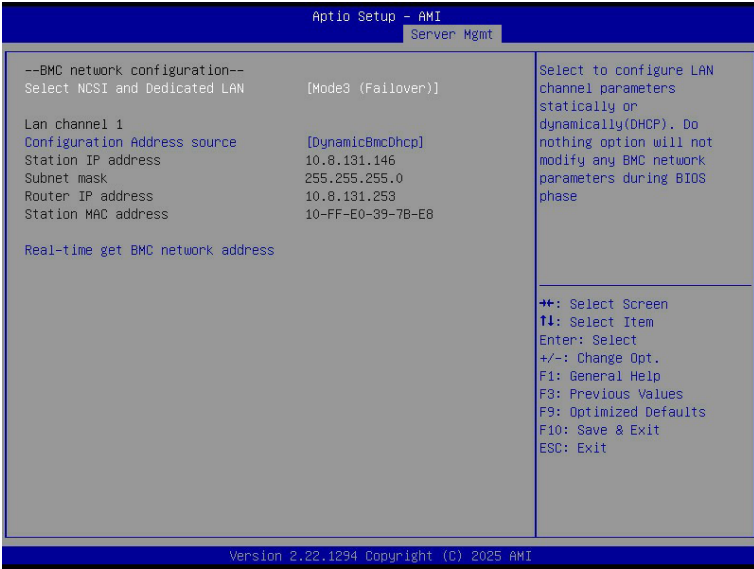 Aptio Setup - AMI
Server Mgmt
--BMC network configuration--
Select NCSI and Dedicated LAN [Mode3 (Failover)]
Lan channel 1
Configuration Address source [DynamicBmcDhcp]
Station IP address 10.8.131.146
Subnet mask 255.255.255.0
Router IP address 10.8.131.253
Station MAC address 10-FF-E0-39-7B-E8
Real-time get BMC network address
Select to configure LAN
channel parameters
statically or
dynamically(DHCP). Do
nothing option will not
modify any BMC network
parameters during BIOS
phase
→←: Select Screen
↑↓: Select Item
Enter: Select
+/-: Change Opt.
F1: General Help
F3: Previous Values
F9: Optimized Defaults
F10: Save & Exit
ESC: Exit
Version 2.22.1294 Copyright (C) 2025 AMI